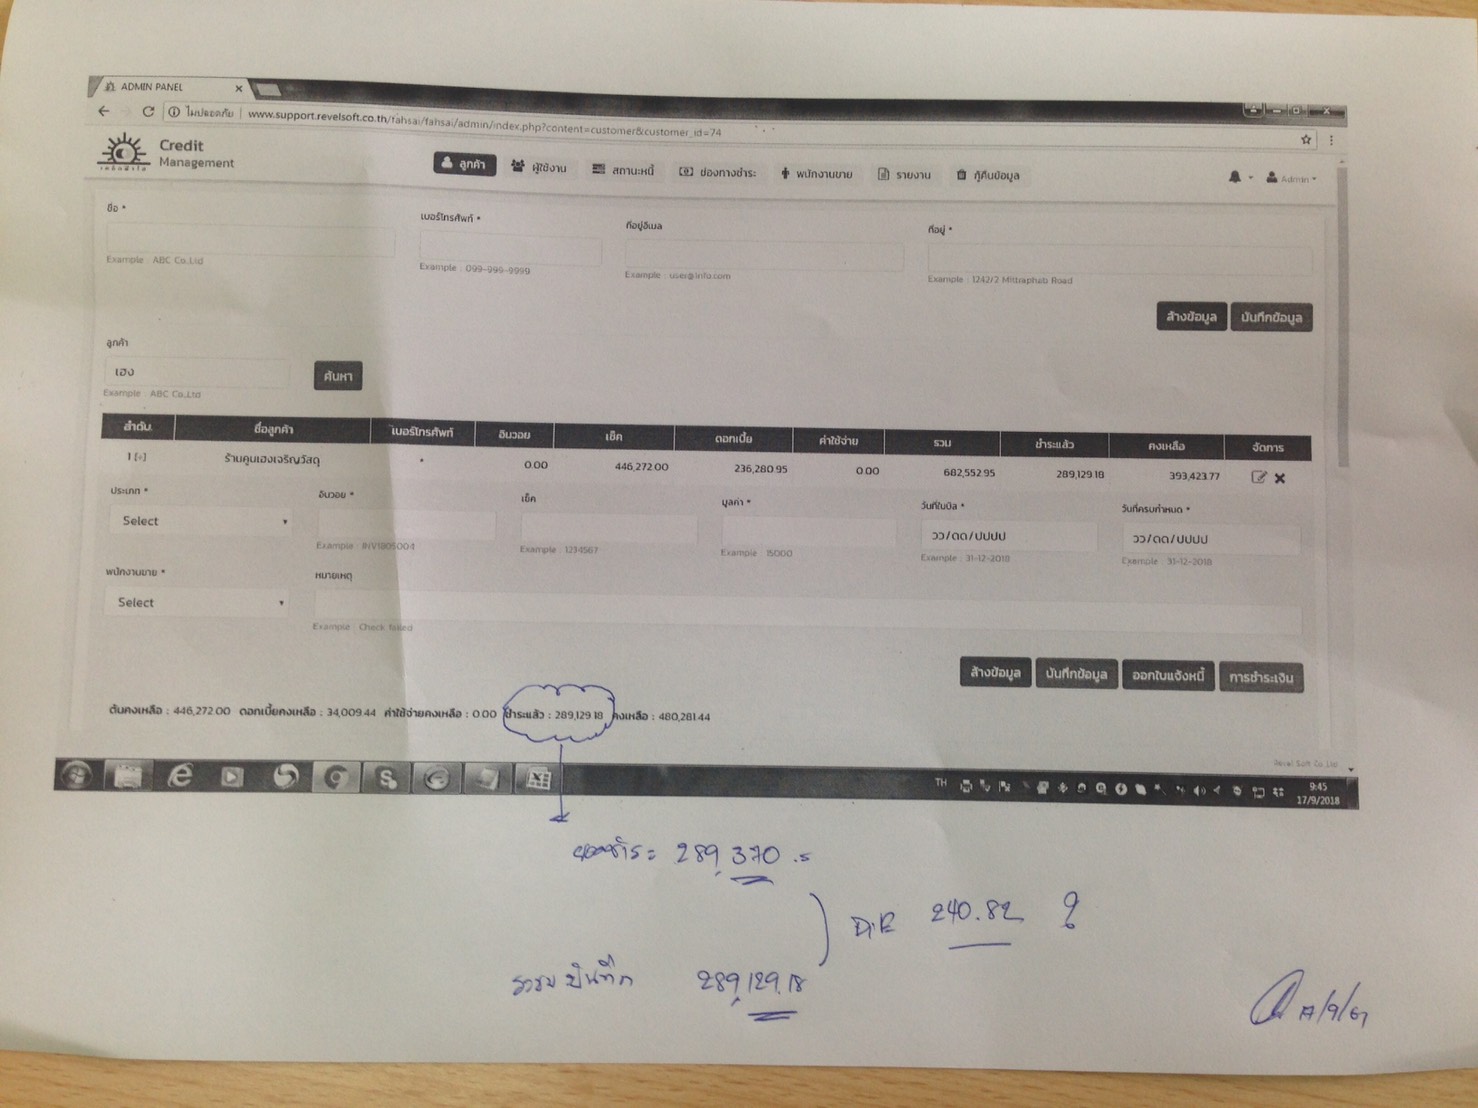 ADMIN PANEL
ไม่ปลอดภัย | www.support.revelsoft.co.th/fahsai/fahsai/admin/index.php?content=customer&customer_id=74
Credit
Management
ลูกค้า ผู้ใช้งาน สถานะหนี้ ช่องทางชำระ พนักงานขาย รายงาน กู้คืนข้อมูล Admin
ชื่อ * เบอร์โทรศัพท์ * ที่อยู่อีเมล ที่อยู่ *
Example : ABC Co.,Ltd Example : 099-999-9999 Example : user@info.com Example : 1242/2 Mittraphab Road
ล้างข้อมูล บันทึกข้อมูล
ลูกค้า
เฮง ค้นหา
Example : ABC Co.,Ltd
ลำดับ ชื่อลูกค้า เบอร์โทรศัพท์ อินวอย เช็ค ดอกเบี้ย ค่าใช้จ่าย รวม ชำระแล้ว คงเหลือ จัดการ
1 [+] ร้านคูนเฮงเจริญวัสดุ * 0.00 446,272.00 236,280.95 0.00 682,552.95 289,129.18 393,423.77
ประเภท * อินวอย * เช็ค มูลค่า * วันที่ในบิล * วันที่ครบกำหนด *
Select วว/ดด/ปปปป วว/ดด/ปปปป
Example : INV1805004 Example : 1234567 Example : 15000 Example : 31-12-2018 Example : 31-12-2018
พนักงานขาย * หมายเหตุ
Select
Example : Check failed
ล้างข้อมูล บันทึกข้อมูล ออกใบแจ้งหนี้ การชำระเงิน
ต้นคงเหลือ : 446,272.00 ดอกเบี้ยคงเหลือ : 34,009.44 ค่าใช้จ่ายคงเหลือ : 0.00 ชำระแล้ว : 289,129.18 คงเหลือ : 480,281.44
Revel Soft Co.,Ltd
TH 9:45
17/9/2018
ยอดชำระ 289,370.-
Diff 240.82 ?
รวมบันทึก 289,129.18
17/9/61